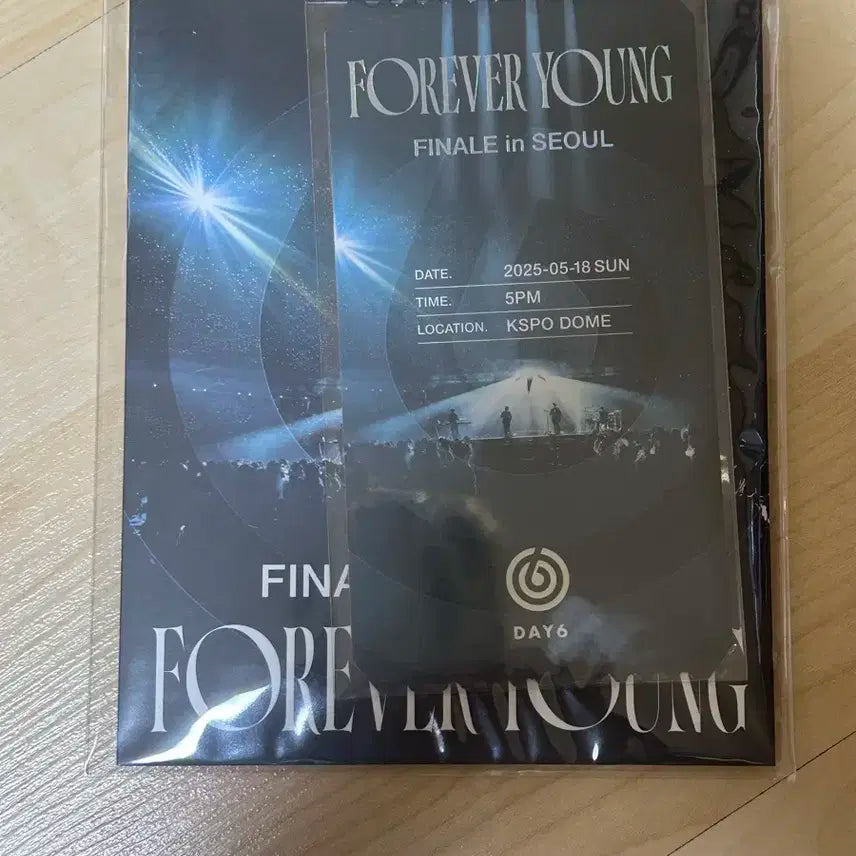 FOREVER YOUNG
FINALE in SEOUL
DATE. 2025-05-18 SUN
TIME. 5PM
LOCATION. KSPO DOME
DAY6
FINA
FOREVER YOUNG